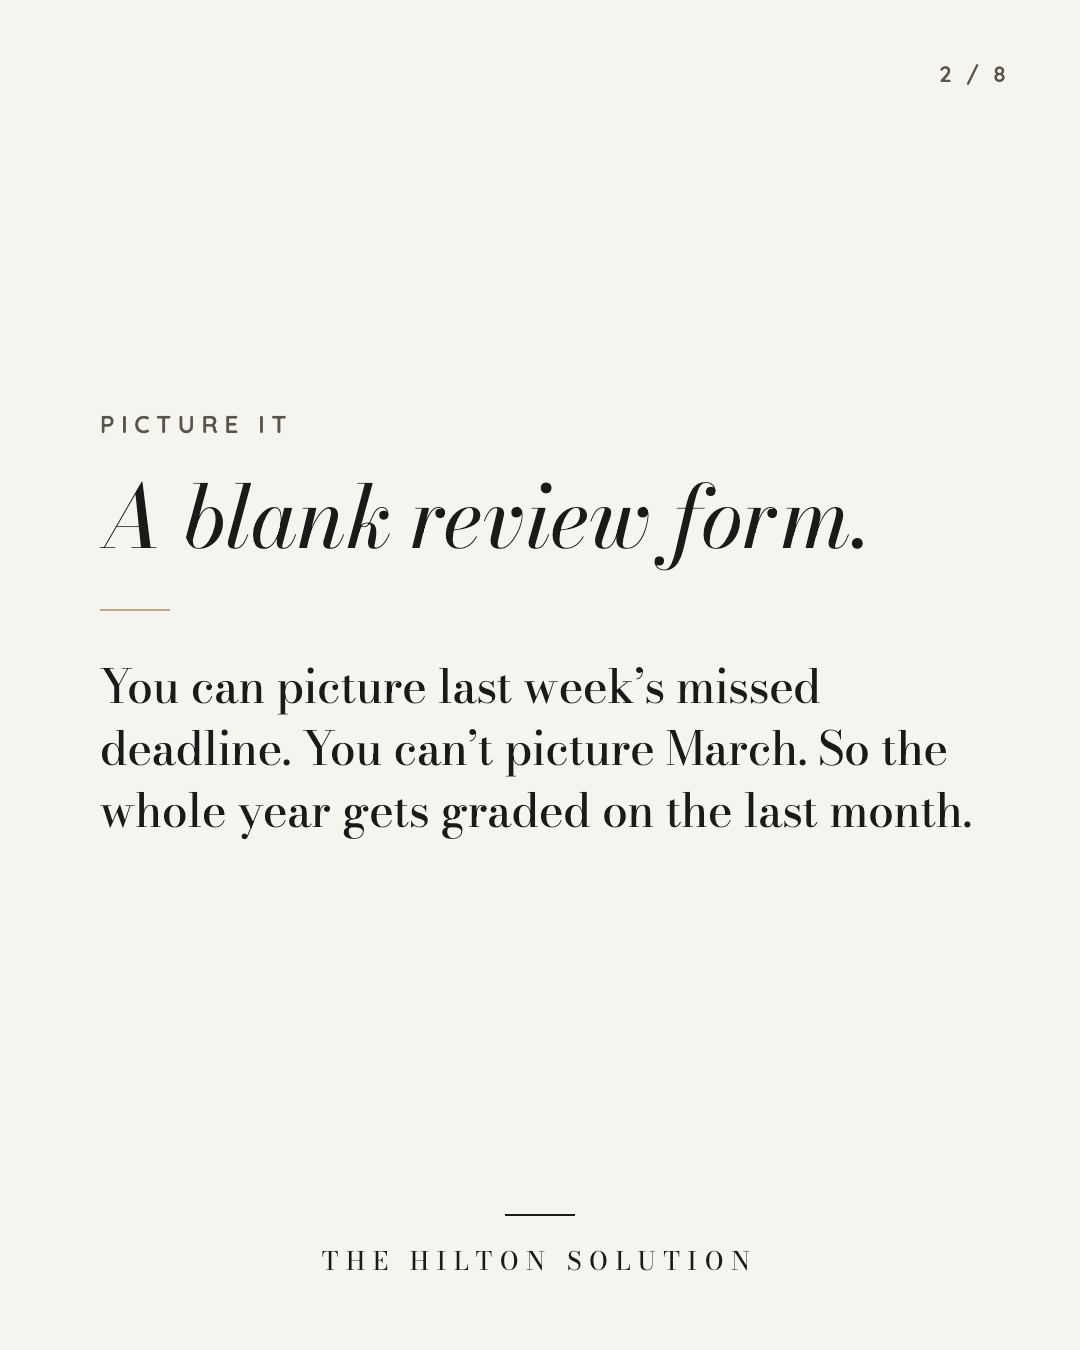 2 / 8
PICTURE IT
A blank review form.
You can picture last week’s missed
deadline. You can’t picture March. So the
whole year gets graded on the last month.
THE HILTON SOLUTION